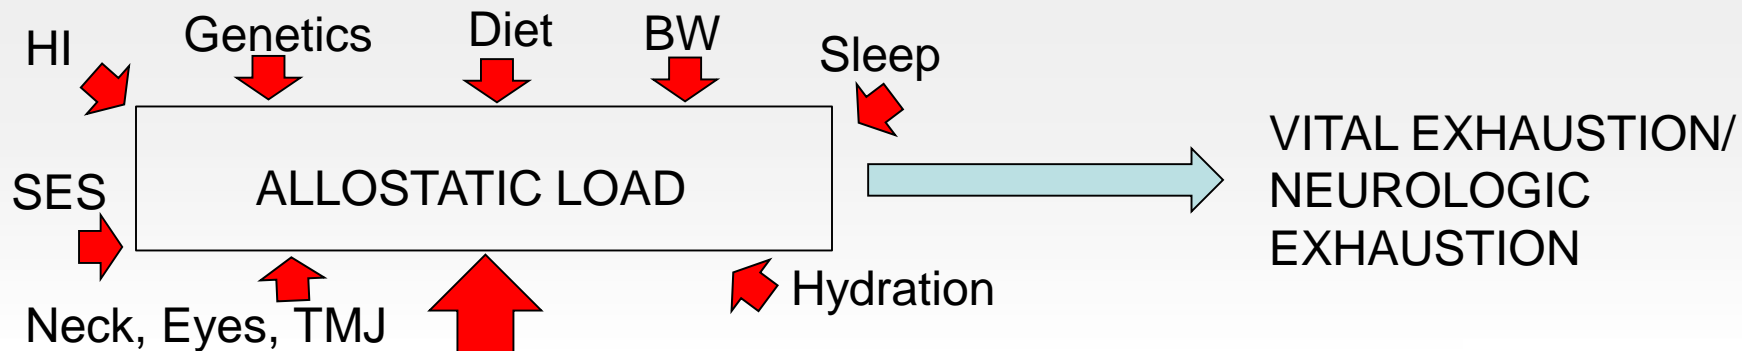 HI
Genetics
Diet
BW
Sleep
SES
ALLOSTATIC LOAD
VITAL EXHAUSTION/
NEUROLOGIC
EXHAUSTION
Neck, Eyes, TMJ
Hydration